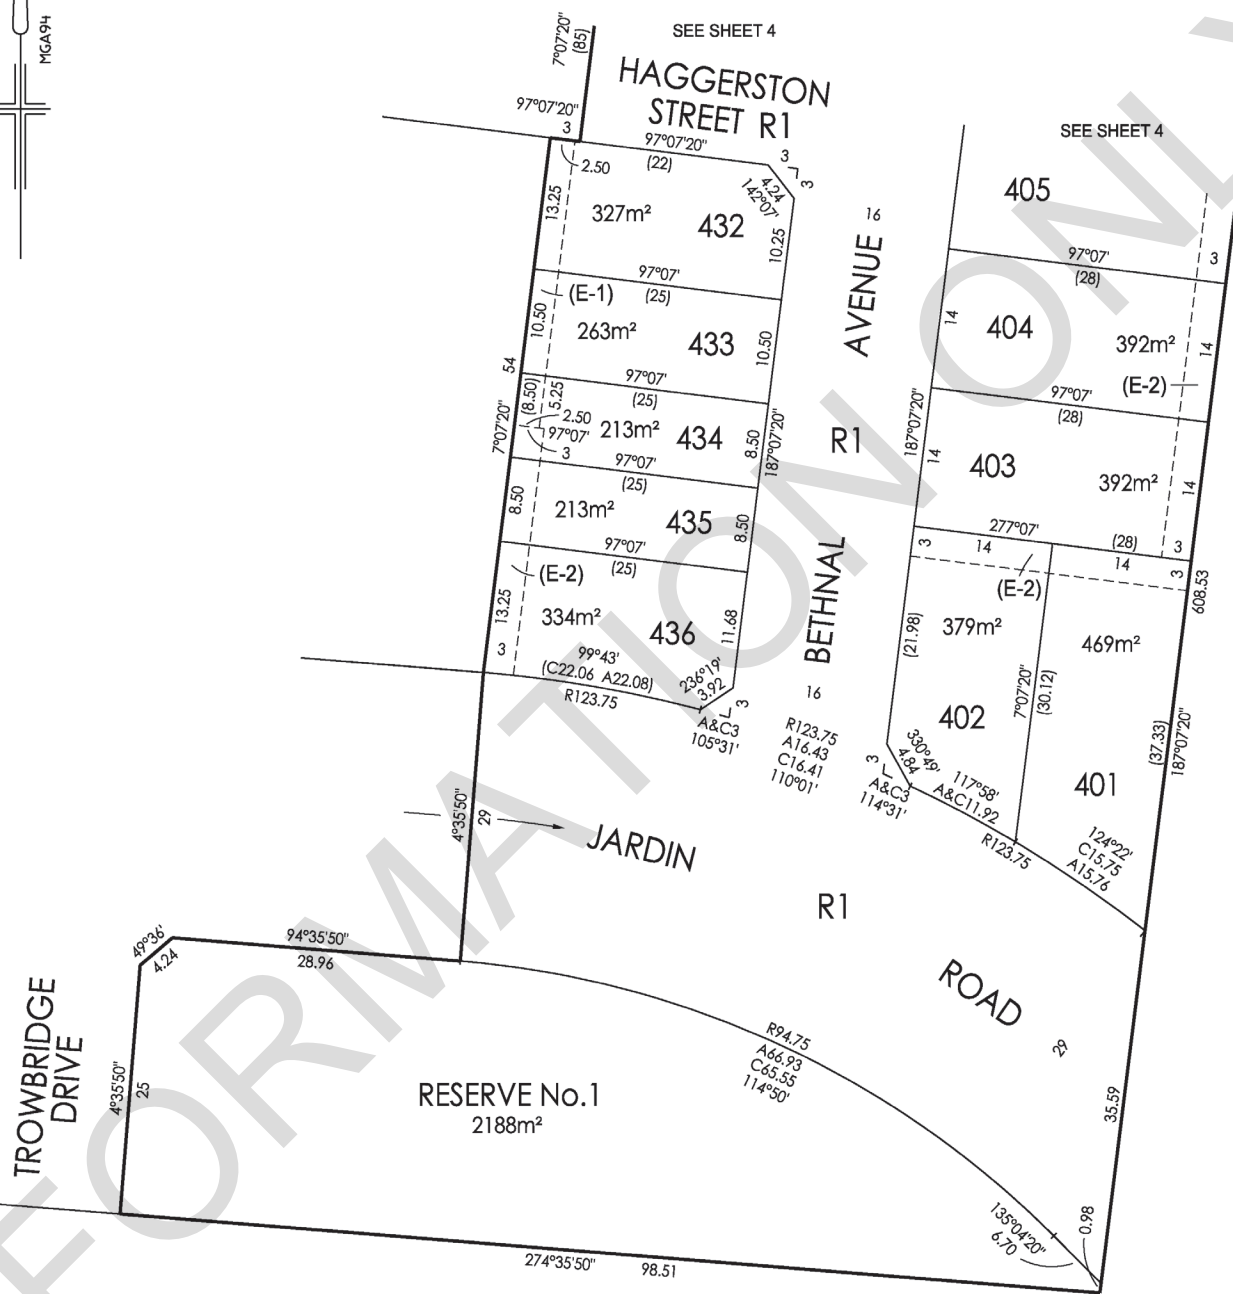 MGA94
SEE SHEET 4
7°07'20"
(85)
HAGGERSTON
STREET R1
97°07'20"
3
97°07'20"
(22)
2.50
3
3
4.24
142°07'
13.25
327m²
432
10.25
97°07'
(25)
(E-1)
10.50
263m²
433
10.50
54
7°07'20"
97°07'
(25)
(8.50)
5.25
2.50
97°07'
3
213m²
434
8.50
187°07'20"
97°07'
(25)
8.50
213m²
435
8.50
97°07'
(25)
(E-2)
13.25
334m²
436
11.68
3
99°43'
(C22.06 A22.08)
R123.75
236°19'
3.92
3
A&C3
105°31'
16
AVENUE
R1
BETHNAL
16
R123.75
A16.43
C16.41
110°01'
SEE SHEET 4
405
97°07'
(28)
3
14
404
392m²
14
(E-2)
97°07'
(28)
187°07'20"
14
403
392m²
14
277°07'
(28)
3
3
14
14
3
(E-2)
608.53
379m²
469m²
(21.98)
7°07'20"
(30.12)
402
401
(37.33)
187°07'20"
330°49'
4.84
3
A&C3
114°31'
117°58'
A&C11.92
R123.75
124°22'
C15.75
A15.76
4°35'50"
29
JARDIN
R1
ROAD
29
49°36'
4.24
94°35'50"
28.96
TROWBRIDGE
DRIVE
4°35'50"
25
RESERVE No.1
2188m²
R94.75
A66.93
C65.55
114°50'
35.59
135°04'20"
6.70
0.98
274°35'50"
98.51
FORMATION ONLY